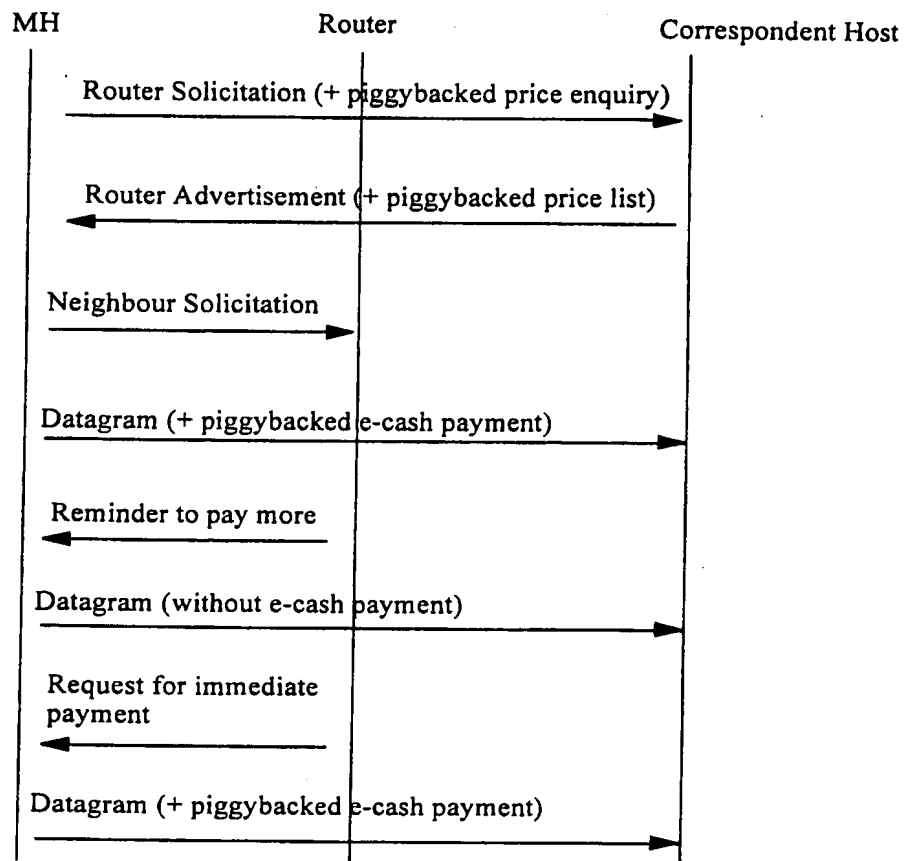 MH
Router
Correspondent Host
Router Solicitation (+ piggybacked price enquiry)
Router Advertisement (+ piggybacked price list)
Neighbour Solicitation
Datagram (+ piggybacked e-cash payment)
Reminder to pay more
Datagram (without e-cash payment)
Request for immediate
payment
Datagram (+ piggybacked e-cash payment)